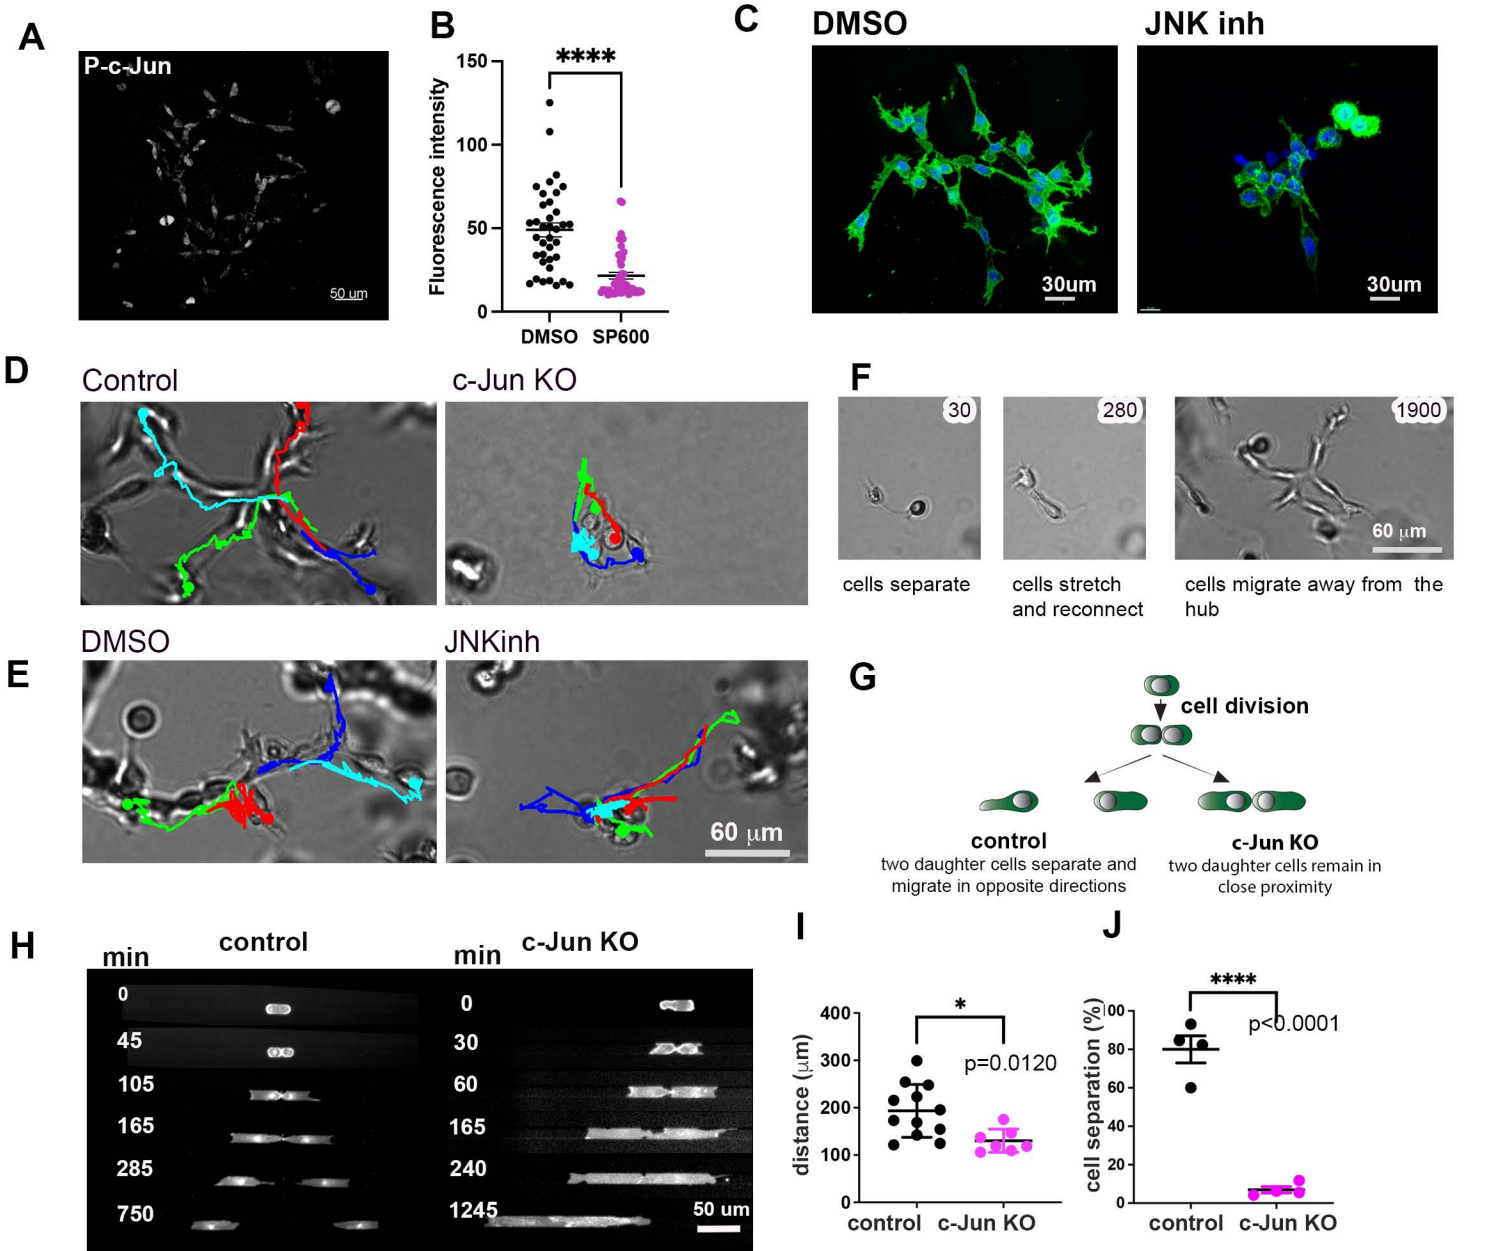 A
P-c-Jun
50 um
B
****
Fluorescence intensity
150
100
50
0
DMSO
SP600
C
DMSO
JNK inh
30um
30um
D
Control
c-Jun KO
E
DMSO
JNKinh
60 μm
F
30
280
1900
60 μm
cells separate
cells stretch
and reconnect
cells migrate away from the
hub
G
cell division
control
two daughter cells separate and
migrate in opposite directions
c-Jun KO
two daughter cells remain in
close proximity
H
min
control
0
45
105
165
285
750
min
c-Jun KO
0
30
60
165
240
1245
50 um
I
*
p=0.0120
distance (μm)
400
300
200
100
0
control
c-Jun KO
J
****
p<0.0001
cell separation (%)
100
80
60
40
20
0
control
c-Jun KO